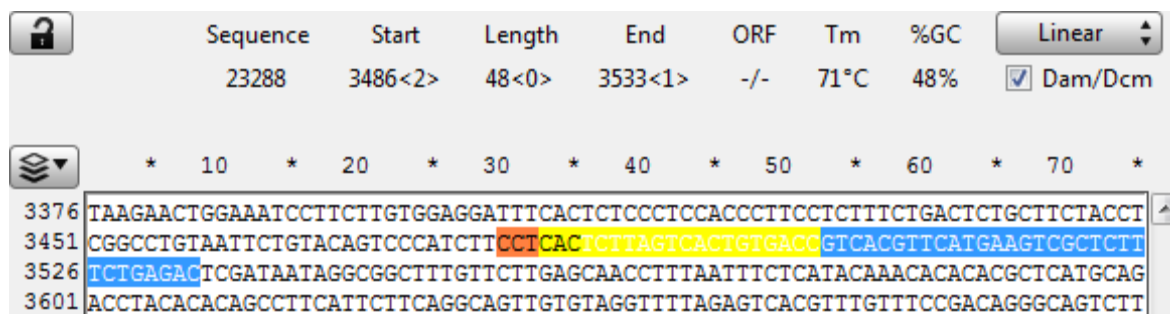 Sequence Start Length End ORF Tm %GC Linear
23288 3486<2> 48<0> 3533<1> -/- 71°C 48% Dam/Dcm
* 10 * 20 * 30 * 40 * 50 * 60 * 70 *
3376 TAAGAACTGGAAATCCTTCTTGTGGAGGATTTCACTCTCCCTCCACCCTTCCTCTTTCTGACTCTGCTTCTACCT
3451 CGGCCTGTAATTCTGTACAGTCCCATCTTCCTCACTCTTAGTCACTGTGACCGTCACGTTCATGAAGTCGCTCTT
3526 TCTGAGACTCGATAATAGGCGGCTTTGTTCTTGAGCAACCTTTAATTTCTCATACAAACACACACGCTCATGCAG
3601 ACCTACACACAGCCTTCATTCTTCAGGCAGTTGTGTAGGTTTTAGAGTCACGTTTGTTTCCGACAGGGCAGTCTT